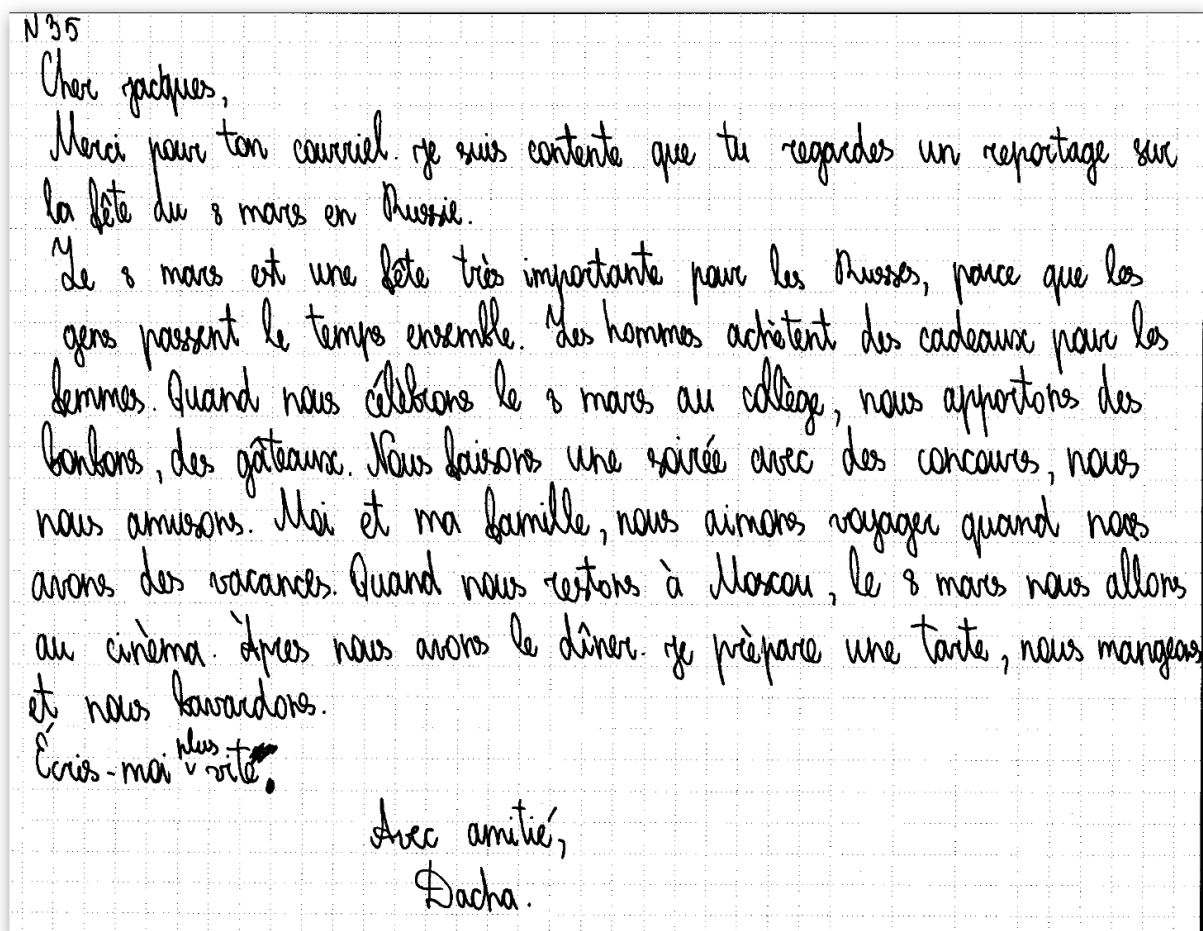 N 35
Cher jacques,
Merci pour ton courriel. je suis contente que tu regardes un reportage sur
la fête du 8 mars en Russie.
Le 8 mars est une fête très importante pour les Russes, parce que les
gens passent le temps ensemble. Les hommes achètent des cadeaux pour les
femmes. Quand nous célèbrons le 8 mars au collège, nous apportons des
bonbons, des gâteaux. Nous faisons une soirée avec des concours, nous
nous amusons. Moi et ma famille, nous aimons voyager quand nous
avons des vacances. Quand nous restons à Moscou, le 8 mars nous allons
au cinèma. Àpres nous avons le dîner. je prèpare une tarte, nous mangeons
et nous bavardons.
Écris-moi plus vite.
Avec amitié,
Dacha.